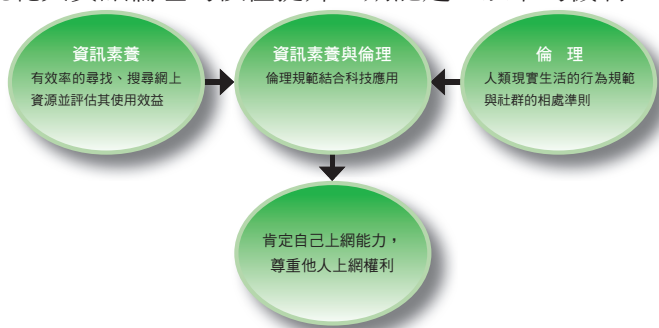 資訊素養
有效率的尋找、搜尋網上
資源並評估其使用效益
資訊素養與倫理
倫理規範結合科技應用
倫 理
人類現實生活的行為規範
與社群的相處準則
肯定自己上網能力，
尊重他人上網權利